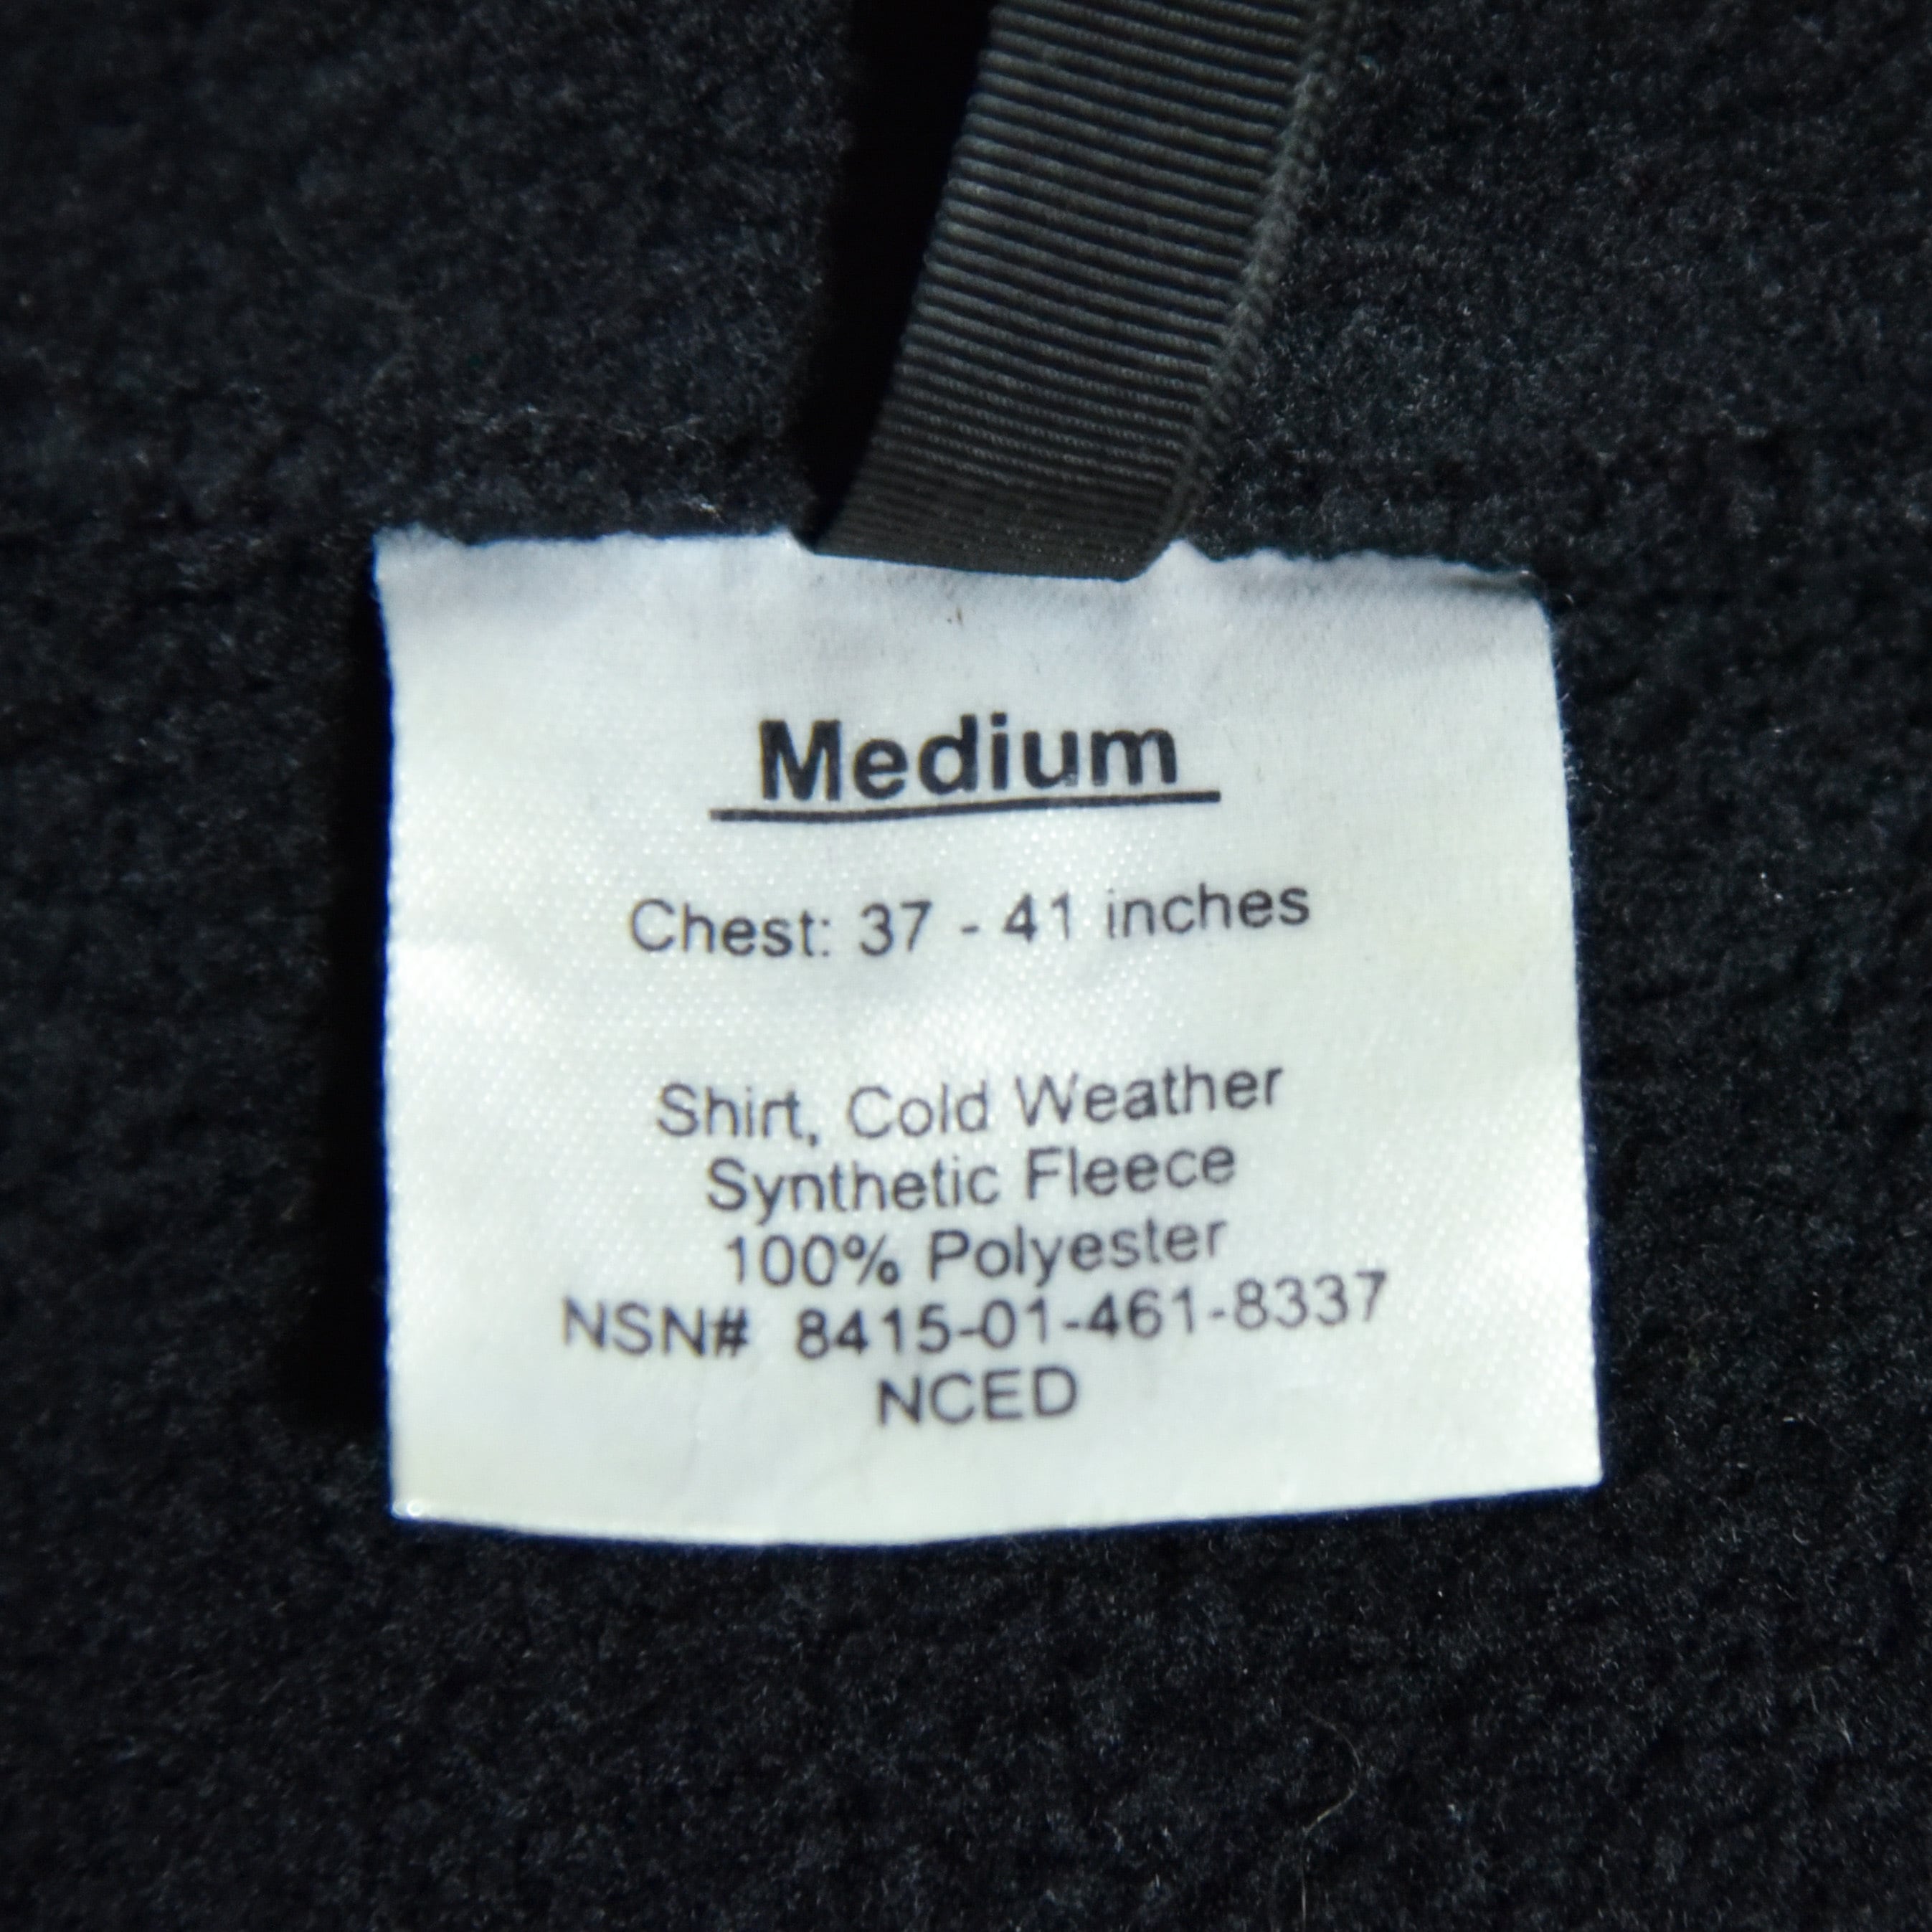 Medium
Chest: 37 - 41 inches
Shirt, Cold Weather
Synthetic Fleece
100% Polyester
NSN# 8415-01-461-8337
NCED